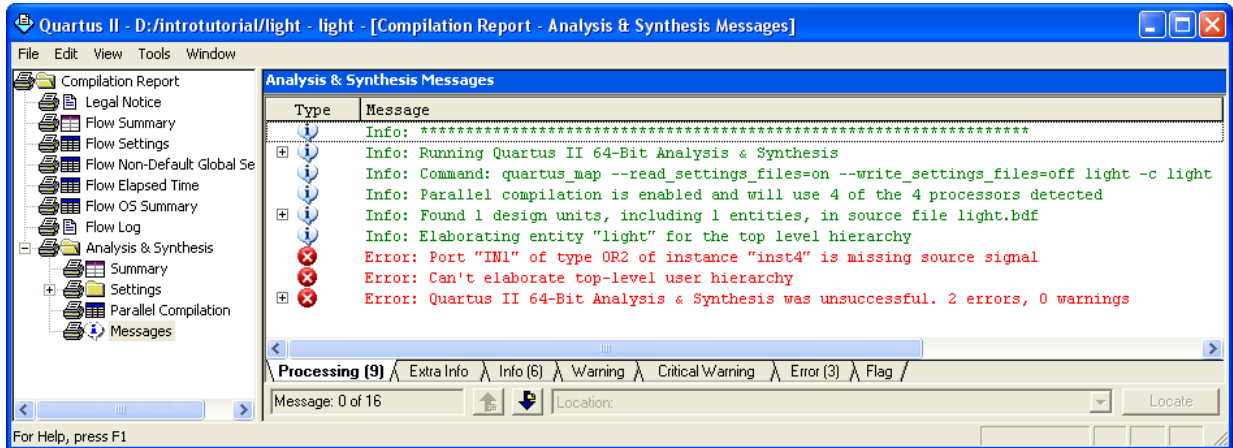 Quartus II - D:/introtutorial/light - light - [Compilation Report - Analysis & Synthesis Messages]
File Edit View Tools Window
Compilation Report
Legal Notice
Flow Summary
Flow Settings
Flow Non-Default Global Se
Flow Elapsed Time
Flow OS Summary
Flow Log
Analysis & Synthesis
Summary
Settings
Parallel Compilation
Messages
Analysis & Synthesis Messages
Type Message
Info: *******************************************************************
Info: Running Quartus II 64-Bit Analysis & Synthesis
Info: Command: quartus_map --read_settings_files=on --write_settings_files=off light -c light
Info: Parallel compilation is enabled and will use 4 of the 4 processors detected
Info: Found 1 design units, including 1 entities, in source file light.bdf
Info: Elaborating entity "light" for the top level hierarchy
Error: Port "IN1" of type OR2 of instance "inst4" is missing source signal
Error: Can't elaborate top-level user hierarchy
Error: Quartus II 64-Bit Analysis & Synthesis was unsuccessful. 2 errors, 0 warnings
Processing (9) Extra Info Info (6) Warning Critical Warning Error (3) Flag
Message: 0 of 16 Location: Locate
For Help, press F1